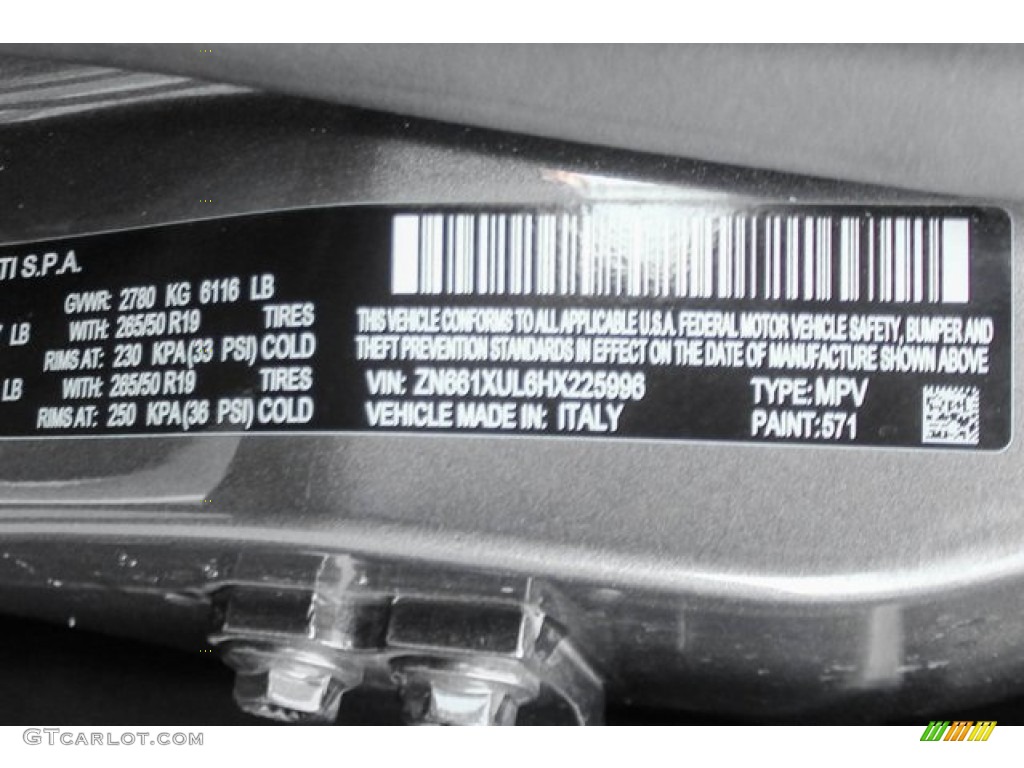 TI S.P.A.
GVWR: 2780 KG 6116 LB
LB WITH: 265/50 R19 TIRES
RIMS AT: 230 KPA (33 PSI) COLD
LB WITH: 265/50 R19 TIRES
RIMS AT: 250 KPA (36 PSI) COLD
THIS VEHICLE CONFORMS TO ALL APPLICABLE U.S.A. FEDERAL MOTOR VEHICLE SAFETY, BUMPER AND
THEFT PREVENTION STANDARDS IN EFFECT ON THE DATE OF MANUFACTURE SHOWN ABOVE
VIN: ZN661XUL6HX225996 TYPE: MPV
VEHICLE MADE IN: ITALY PAINT:571
GTCARLOT.COM